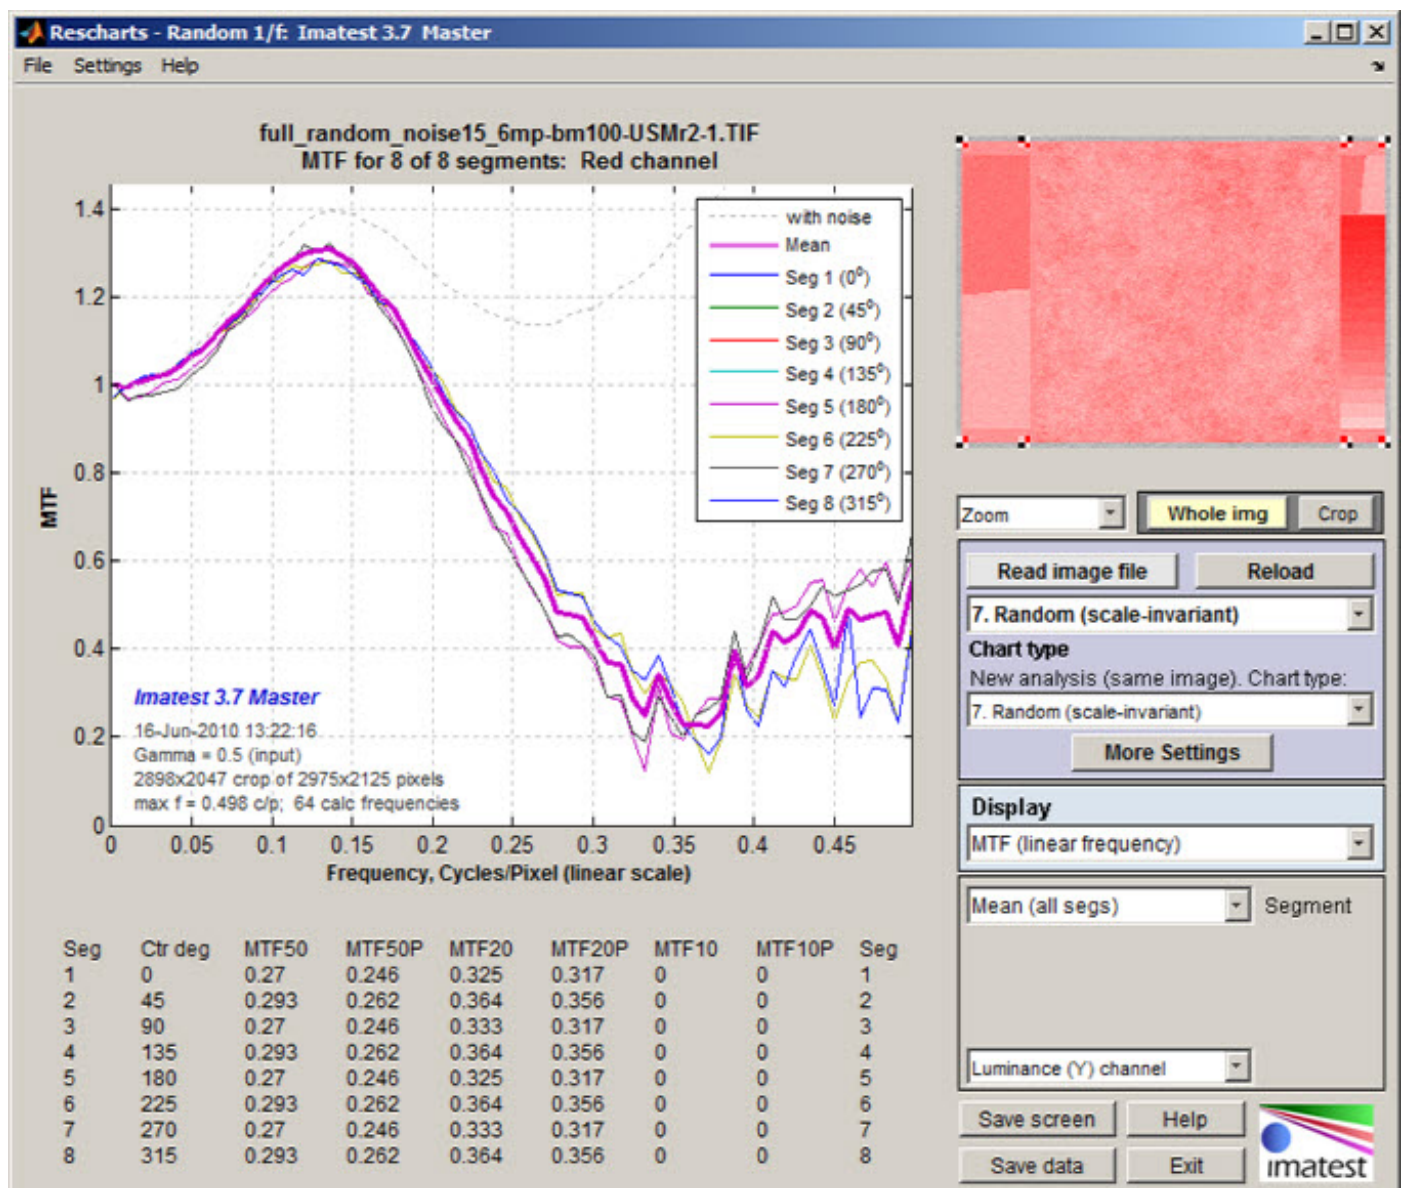 Rescharts - Random 1/f: Imatest 3.7 Master
File Settings Help
full_random_noise15_6mp-bm100-USMr2-1.TIF
MTF for 8 of 8 segments: Red channel
1.4
1.2
1
0.8
0.6
0.4
0.2
0
MTF
with noise
Mean
Seg 1 (0⁰)
Seg 2 (45⁰)
Seg 3 (90⁰)
Seg 4 (135⁰)
Seg 5 (180⁰)
Seg 6 (225⁰)
Seg 7 (270⁰)
Seg 8 (315⁰)
Imatest 3.7 Master
16-Jun-2010 13:22:16
Gamma = 0.5 (input)
2898x2047 crop of 2975x2125 pixels
max f = 0.498 c/p; 64 calc frequencies
0 0.05 0.1 0.15 0.2 0.25 0.3 0.35 0.4 0.45
Frequency, Cycles/Pixel (linear scale)
Seg Ctr deg MTF50 MTF50P MTF20 MTF20P MTF10 MTF10P Seg
1 0 0.27 0.246 0.325 0.317 0 0 1
2 45 0.293 0.262 0.364 0.356 0 0 2
3 90 0.27 0.246 0.333 0.317 0 0 3
4 135 0.293 0.262 0.364 0.356 0 0 4
5 180 0.27 0.246 0.325 0.317 0 0 5
6 225 0.293 0.262 0.364 0.356 0 0 6
7 270 0.27 0.246 0.333 0.317 0 0 7
8 315 0.293 0.262 0.364 0.356 0 0 8
Zoom Whole img Crop
Read image file Reload
7. Random (scale-invariant)
Chart type
New analysis (same image). Chart type:
7. Random (scale-invariant)
More Settings
Display
MTF (linear frequency)
Mean (all segs) Segment
Luminance (Y) channel
Save screen Help
Save data Exit
imatest